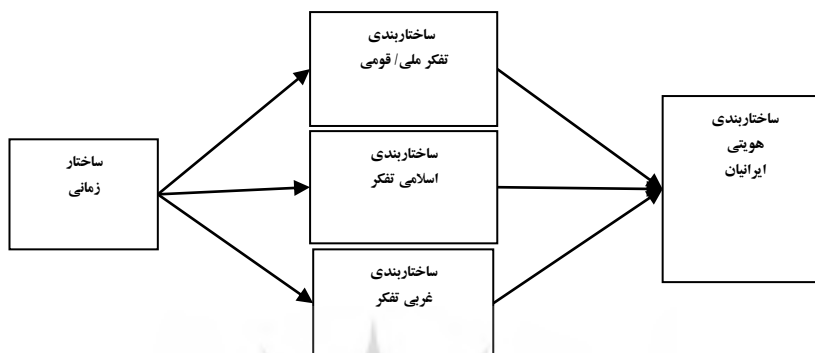 ساختاربندی
تفکر ملی/ قومی
ساختار
زمانی
ساختاربندی
اسلامی تفکر
ساختاربندی
غربی تفکر
ساختاربندی
هویتی
ایرانیان